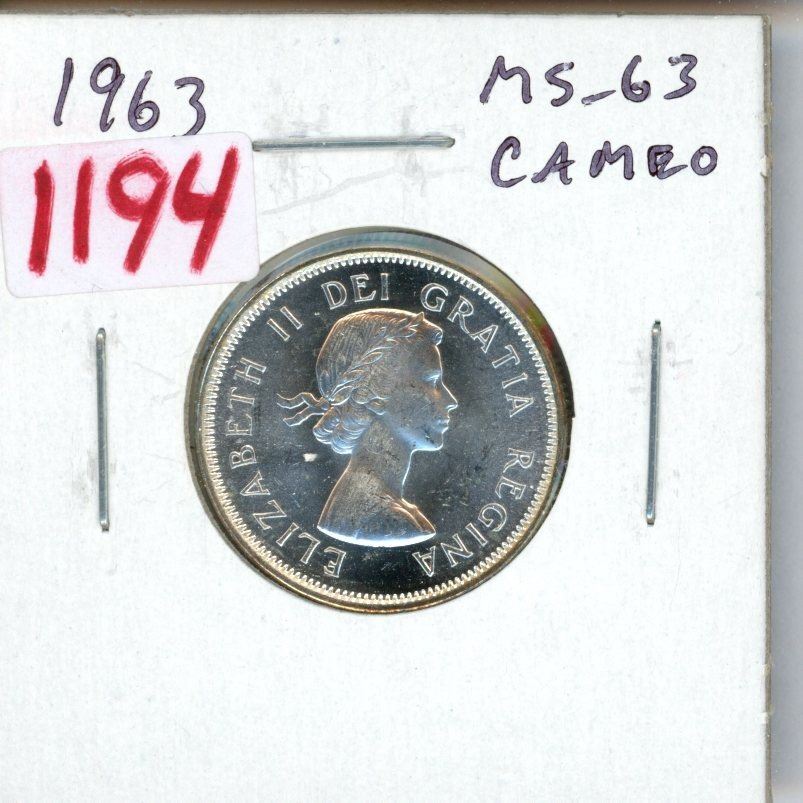 1963
MS-63
CAMEO
1194
ELIZABETH II DEI GRATIA REGINA